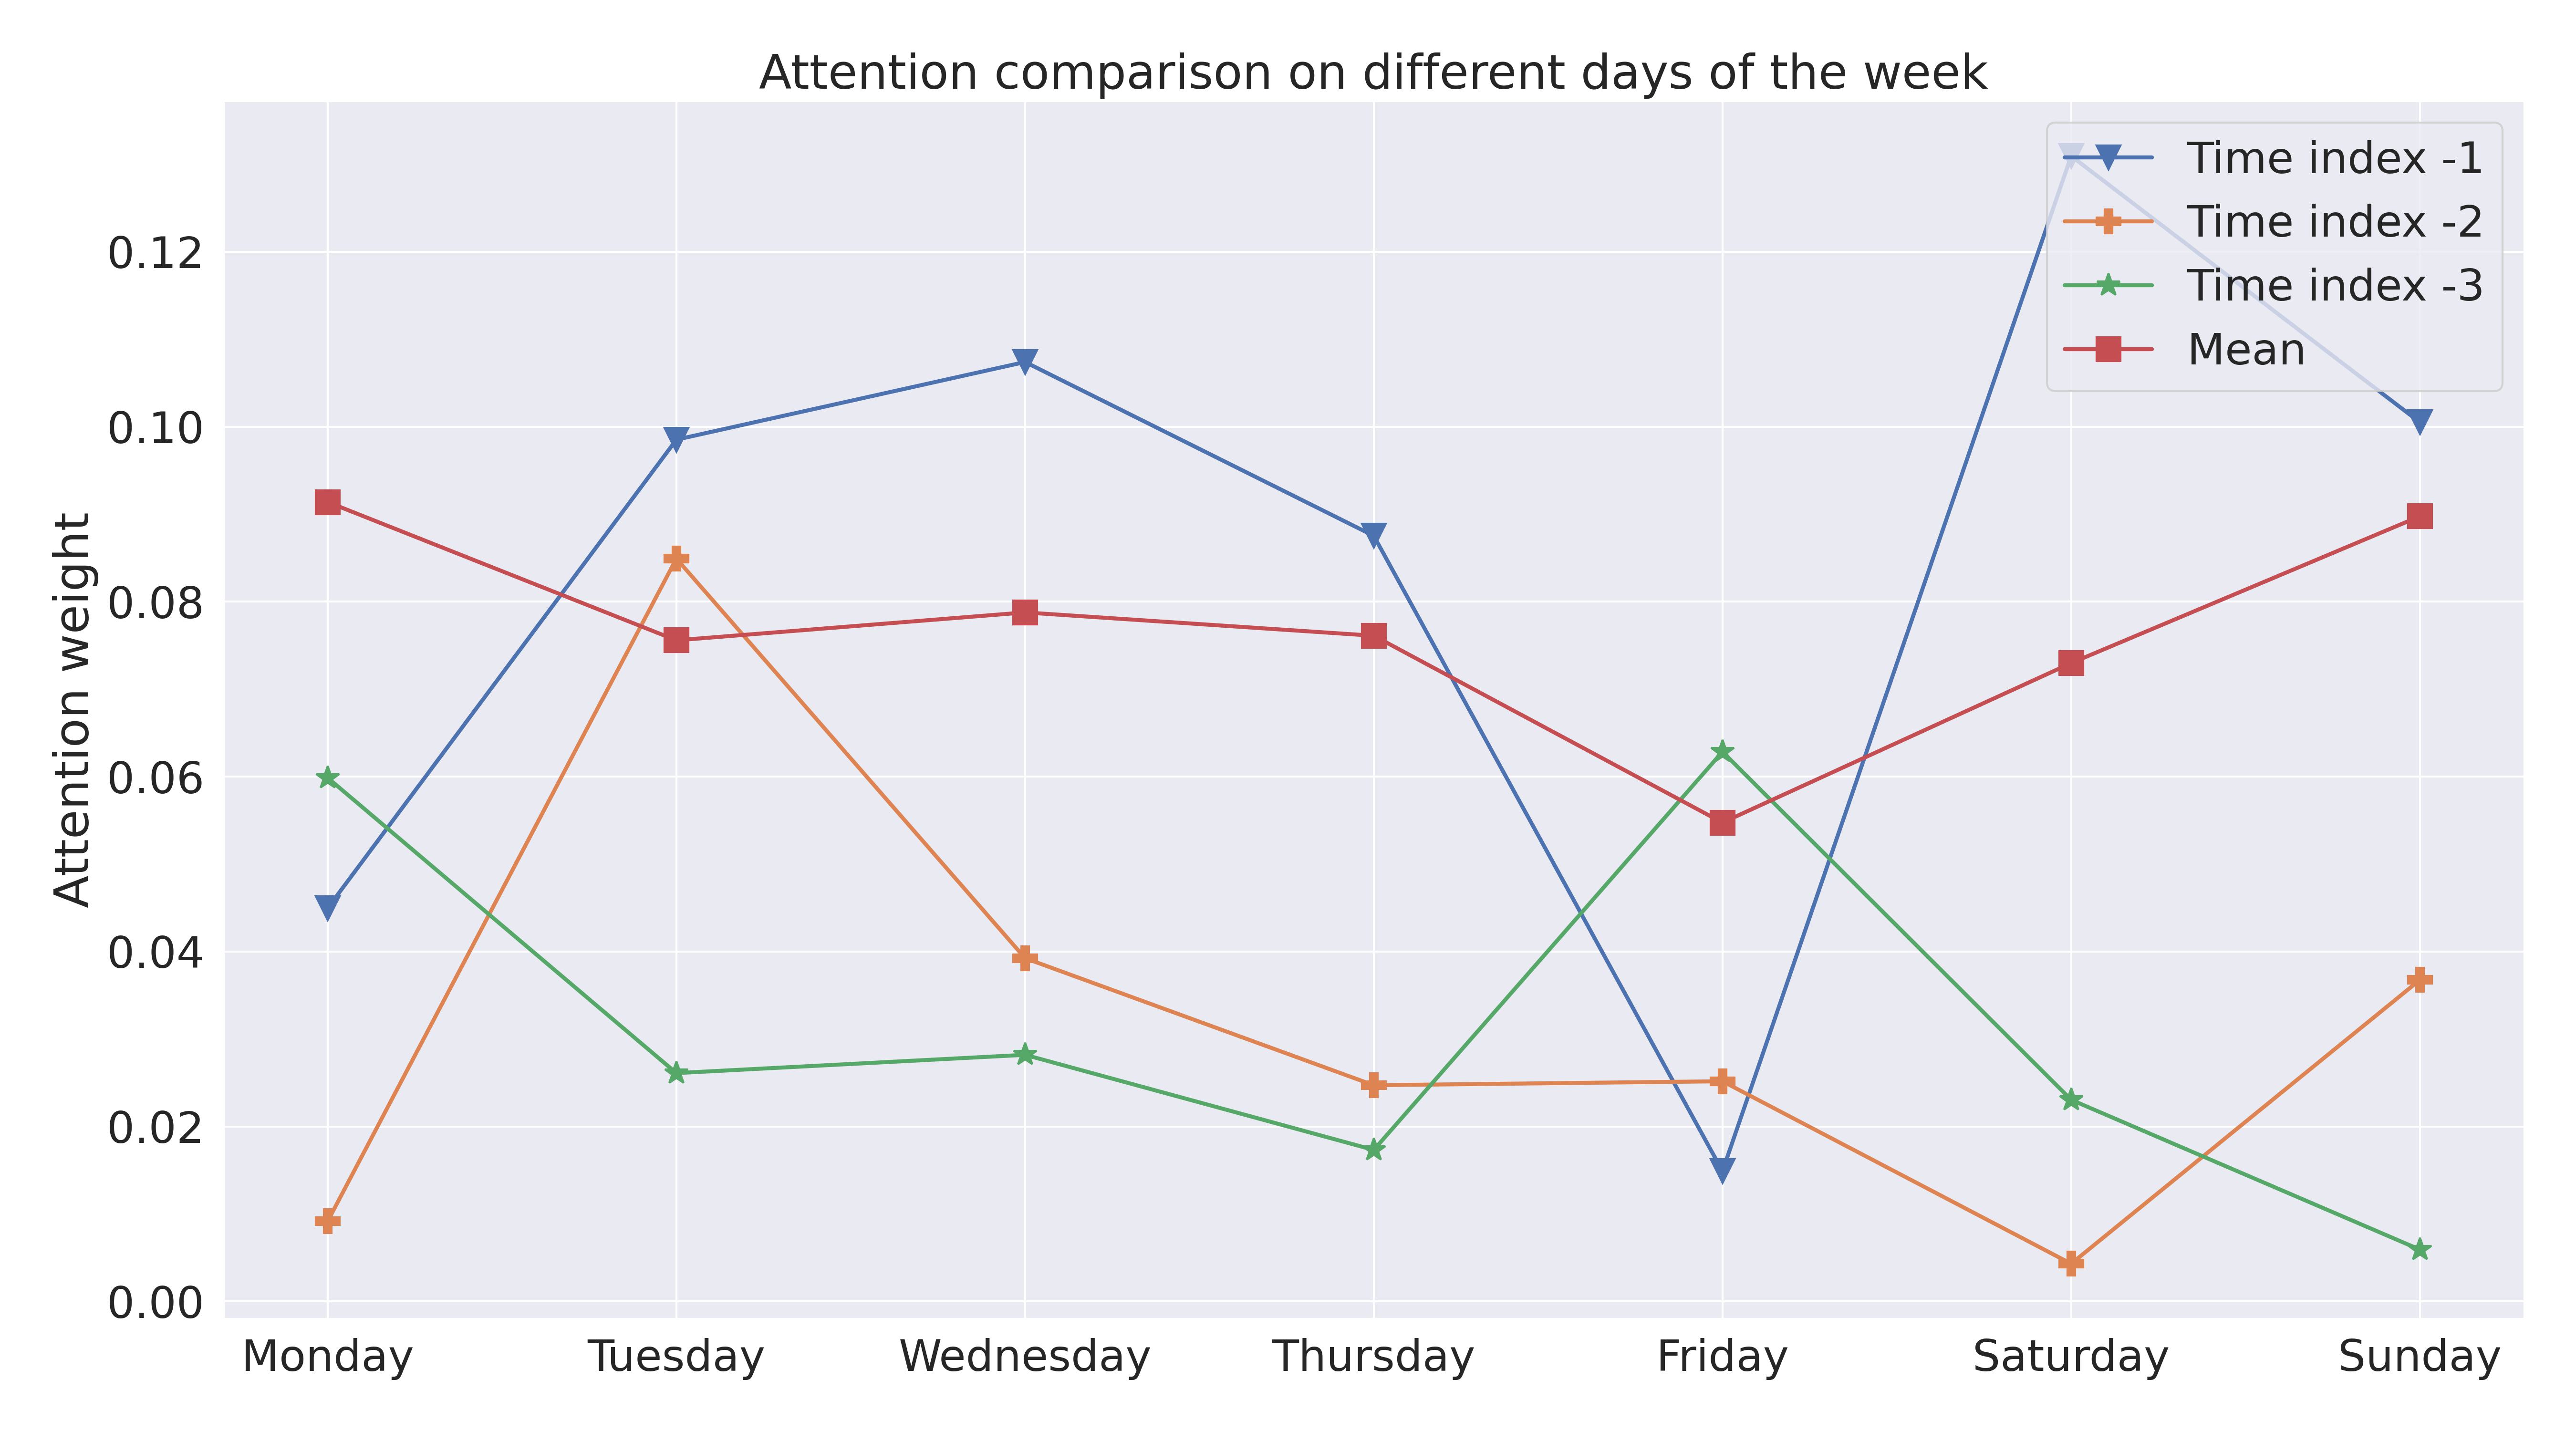 Attention comparison on different days of the week
Time index -1
Time index -2
Time index -3
Mean
Attention weight
0.12
0.10
0.08
0.06
0.04
0.02
0.00
Monday Tuesday Wednesday Thursday Friday Saturday Sunday